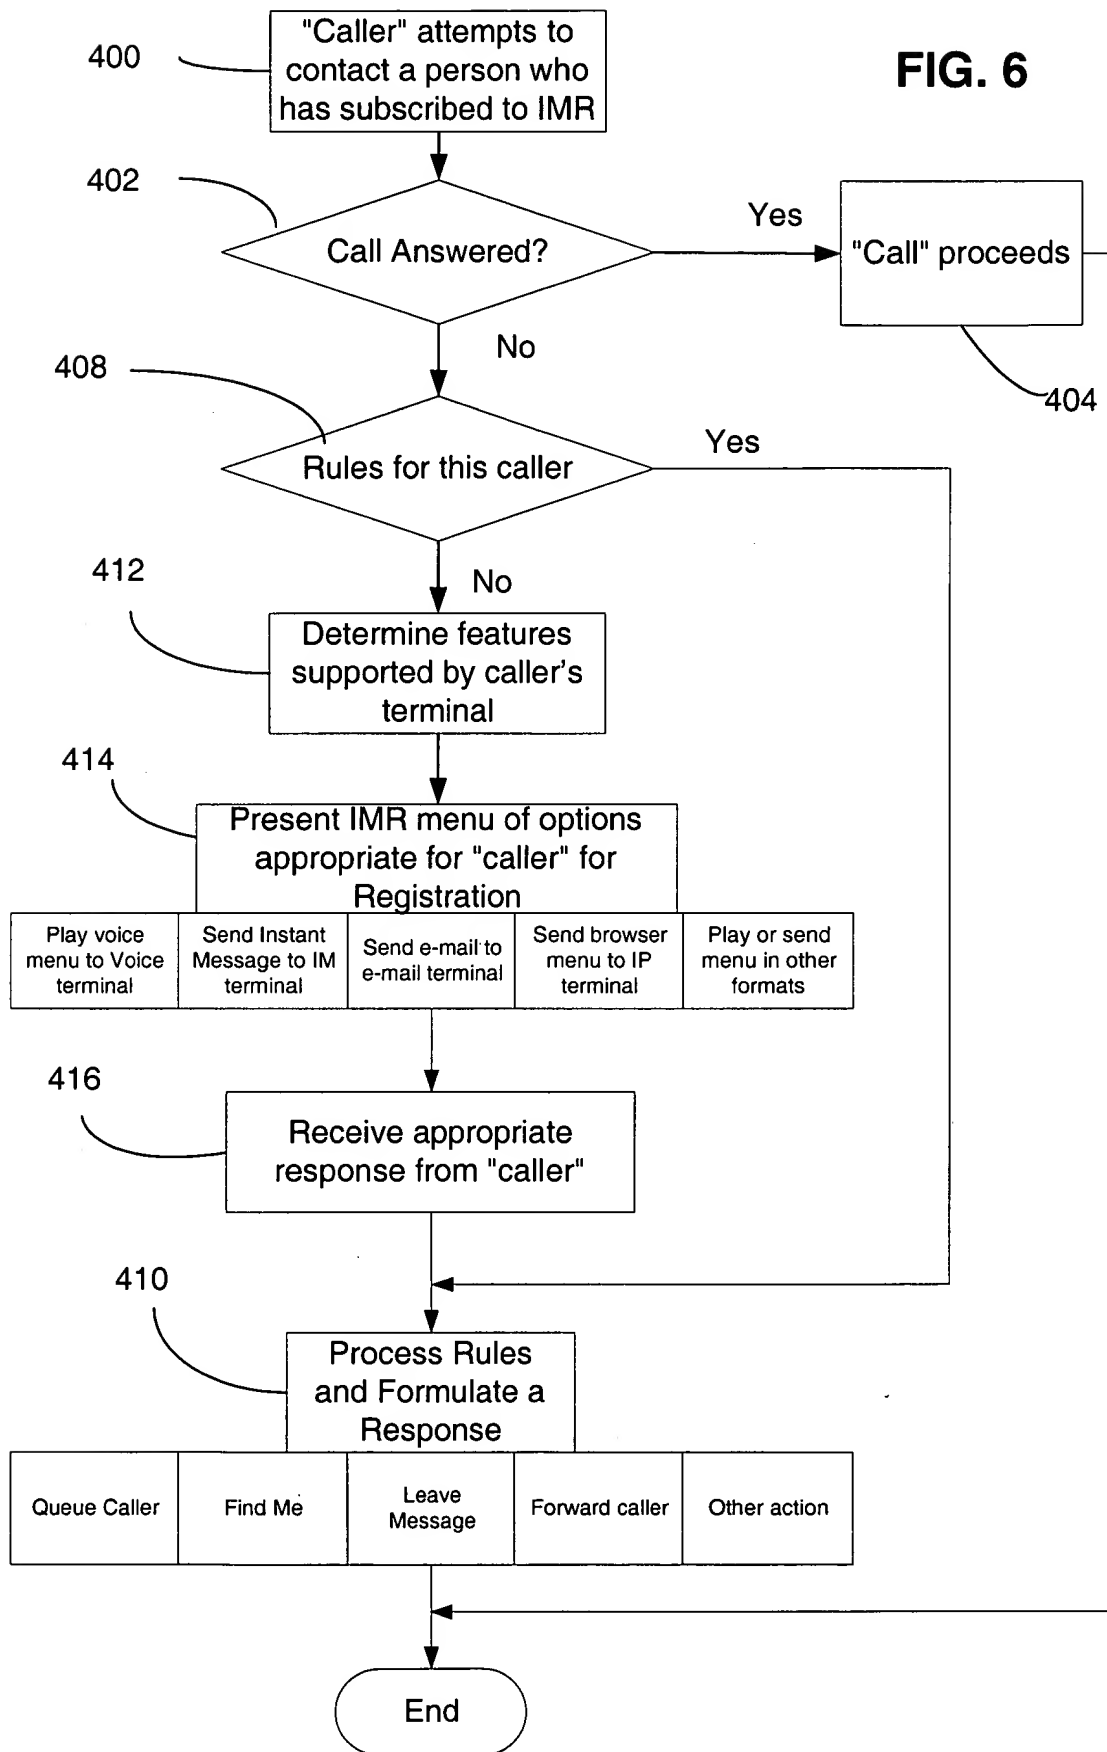 "Caller" attempts to
contact a person who
has subscribed to IMR
400
FIG. 6
402
Call Answered?
Yes
"Call" proceeds
404
No
408
Rules for this caller
Yes
No
412
Determine features
supported by caller's
terminal
414
Present IMR menu of options
appropriate for "caller" for
Registration
Play voice
menu to Voice
terminal
Send Instant
Message to IM
terminal
Send e-mail to
e-mail terminal
Send browser
menu to IP
terminal
Play or send
menu in other
formats
416
Receive appropriate
response from "caller"
410
Process Rules
and Formulate a
Response
Queue Caller
Find Me
Leave
Message
Forward caller
Other action
End